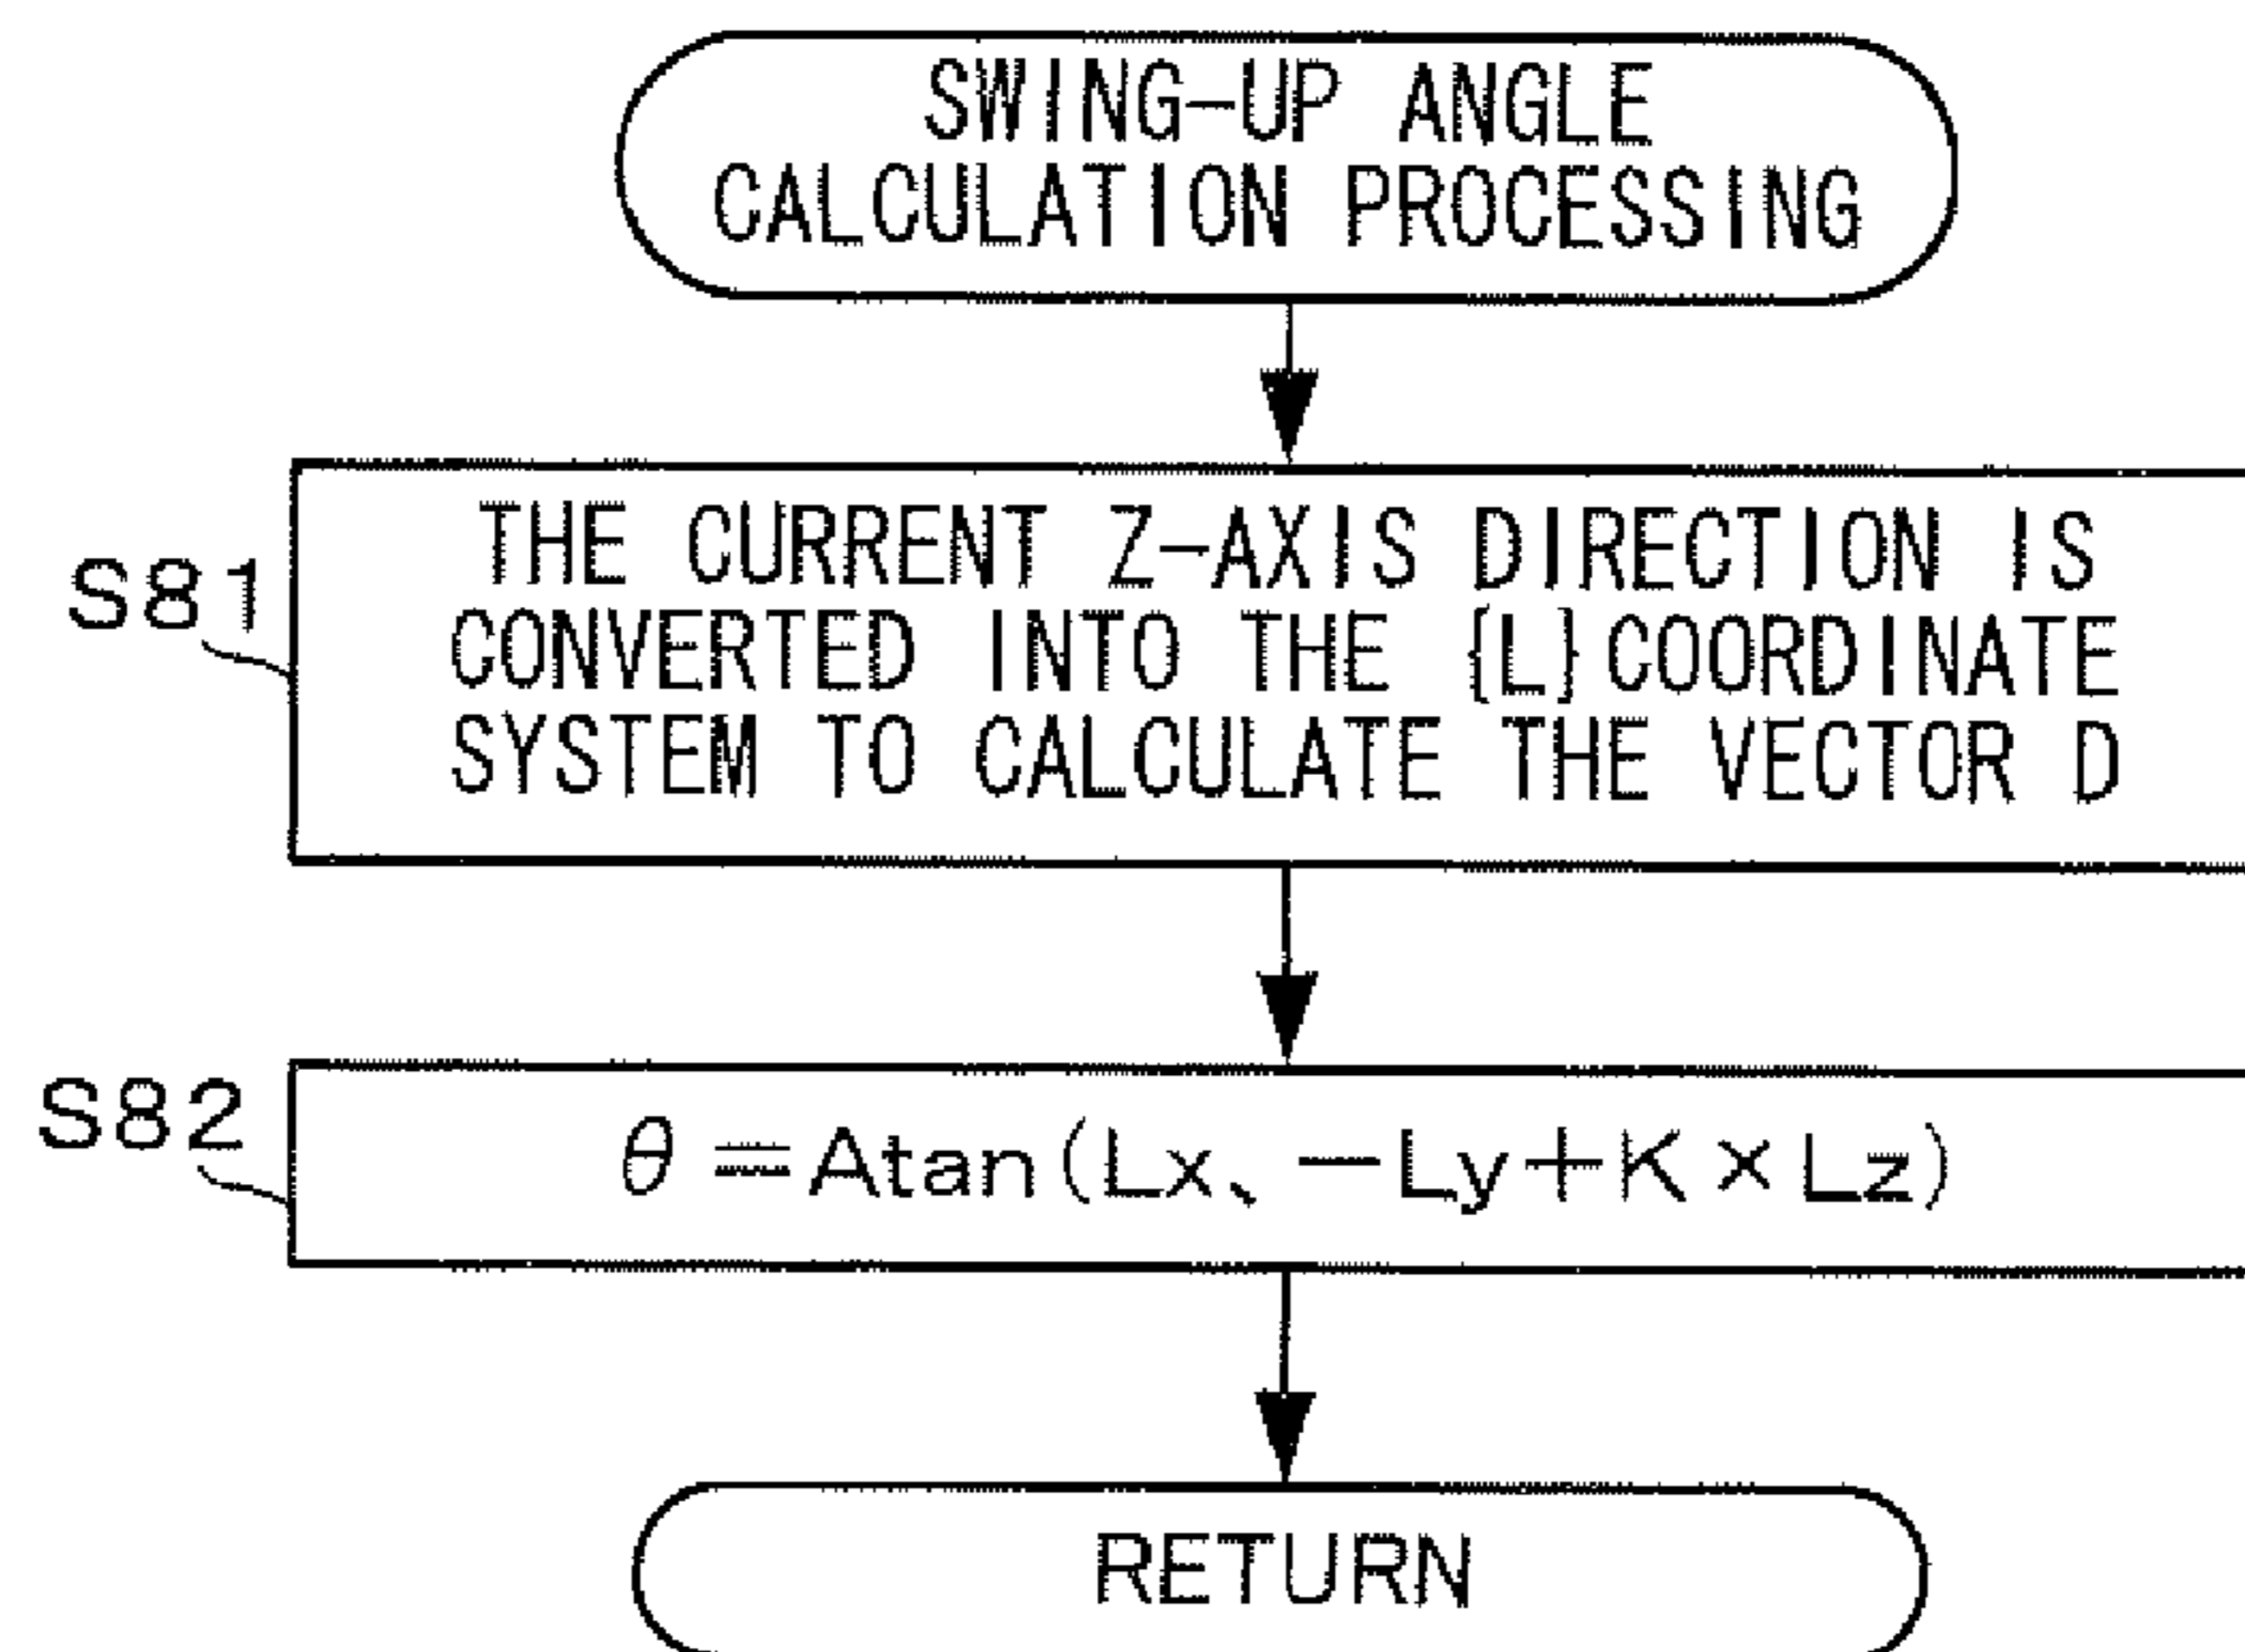 SWING-UP ANGLE
CALCULATION PROCESSING
S81
THE CURRENT Z-AXIS DIRECTION IS
CONVERTED INTO THE {L}COORDINATE
SYSTEM TO CALCULATE THE VECTOR D
S82
θ=Atan(Lx、-Ly+K×Lz)
RETURN